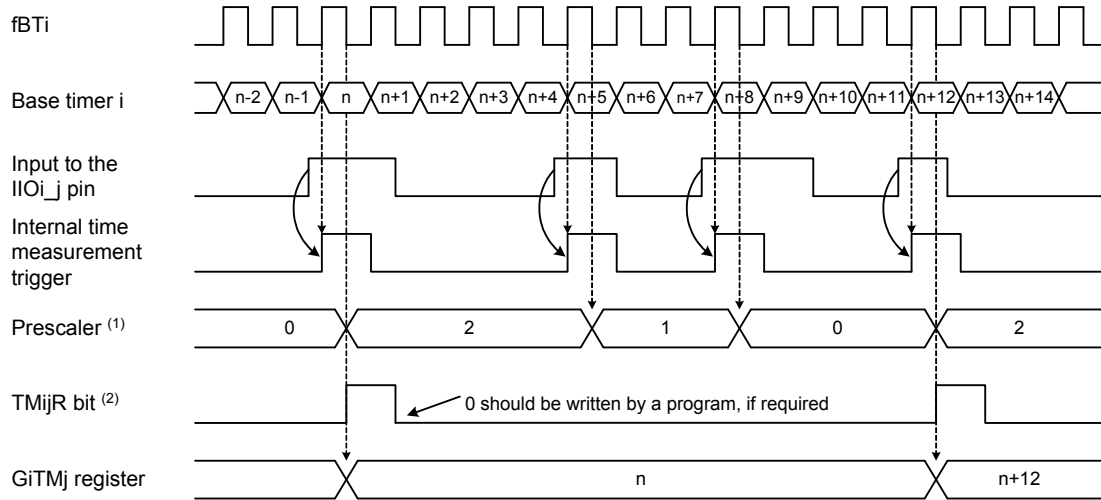 fBTi
Base timer i
n-2 n-1 n n+1 n+2 n+3 n+4 n+5 n+6 n+7 n+8 n+9 n+10 n+11 n+12 n+13 n+14
Input to the
IIOi_j pin
Internal time
measurement
trigger
Prescaler (1)
0 2 1 0 2
TMijR bit (2)
0 should be written by a program, if required
GiTMj register
n n+12